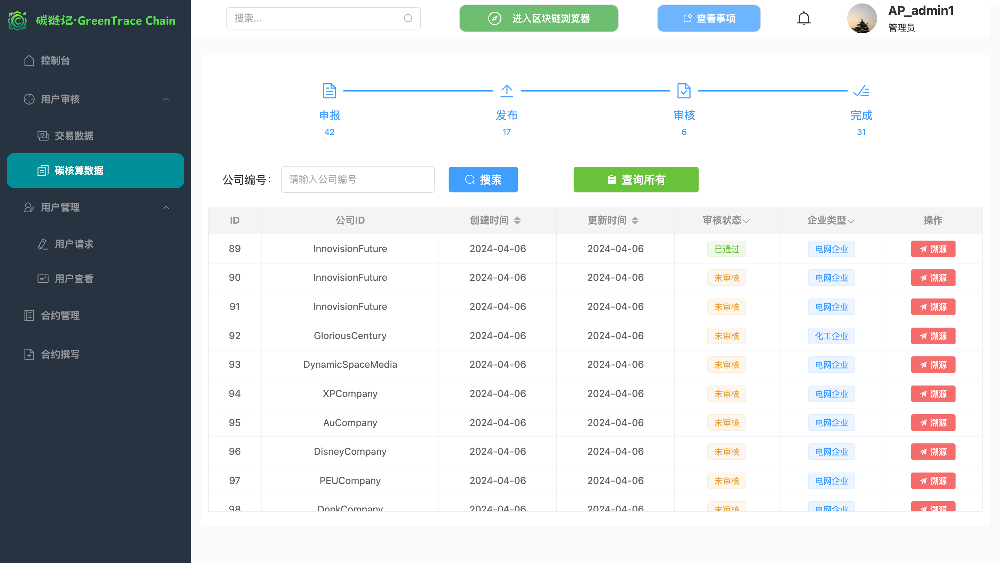 碳链记·GreenTrace Chain
搜索...
进入区块链浏览器
查看事项
AP_admin1
管理员
控制台
用户审核
交易数据
碳核算数据
用户管理
用户请求
用户查看
合约管理
合约撰写
申报 发布 审核 完成
42 17 6 31
公司编号： 请输入公司编号 搜索 查询所有
ID 公司ID 创建时间 更新时间 审核状态 企业类型 操作
89 InnovisionFuture 2024-04-06 2024-04-06 已通过 电网企业 溯源
90 InnovisionFuture 2024-04-06 2024-04-06 未审核 电网企业 溯源
91 InnovisionFuture 2024-04-06 2024-04-06 未审核 电网企业 溯源
92 GloriousCentury 2024-04-06 2024-04-06 未审核 化工企业 溯源
93 DynamicSpaceMedia 2024-04-06 2024-04-06 未审核 电网企业 溯源
94 XPCompany 2024-04-06 2024-04-06 未审核 电网企业 溯源
95 AuCompany 2024-04-06 2024-04-06 未审核 电网企业 溯源
96 DisneyCompany 2024-04-06 2024-04-06 未审核 电网企业 溯源
97 PEUCompany 2024-04-06 2024-04-06 未审核 电网企业 溯源
98 DonkCompany 2024-04-06 2024-04-06 未审核 电网企业 溯源